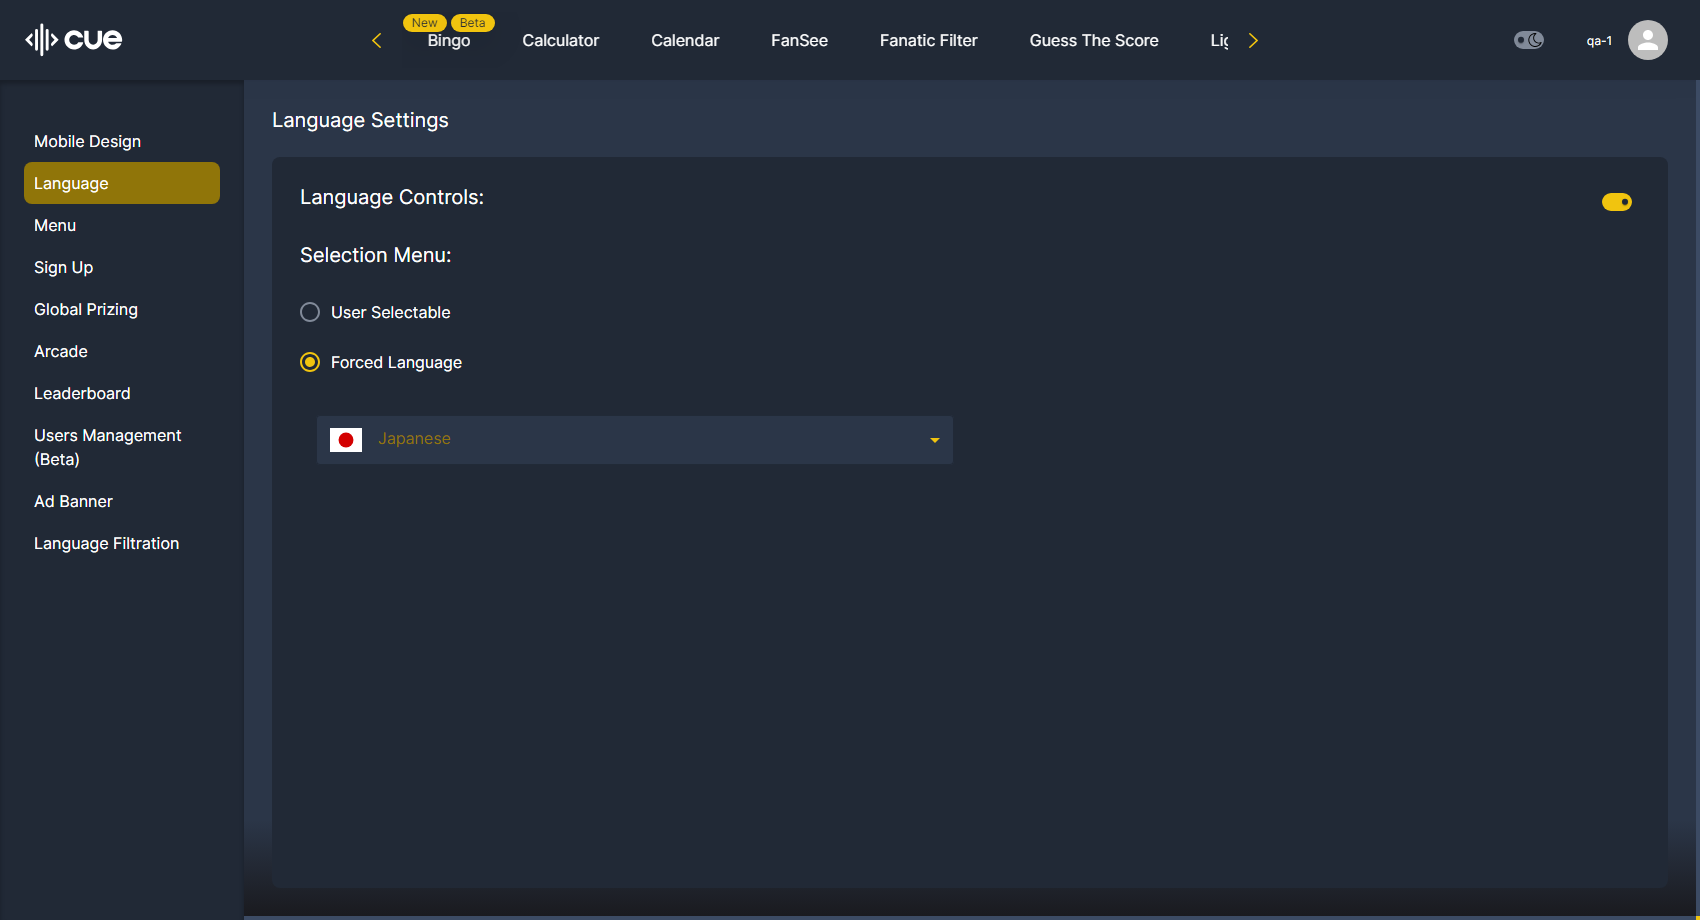 cue
New
Beta
Bingo
Calculator
Calendar
FanSee
Fanatic Filter
Guess The Score
qa-1
Mobile Design
Language
Menu
Sign Up
Global Prizing
Arcade
Leaderboard
Users Management
(Beta)
Ad Banner
Language Filtration
Language Settings
Language Controls:
Selection Menu:
User Selectable
Forced Language
Japanese